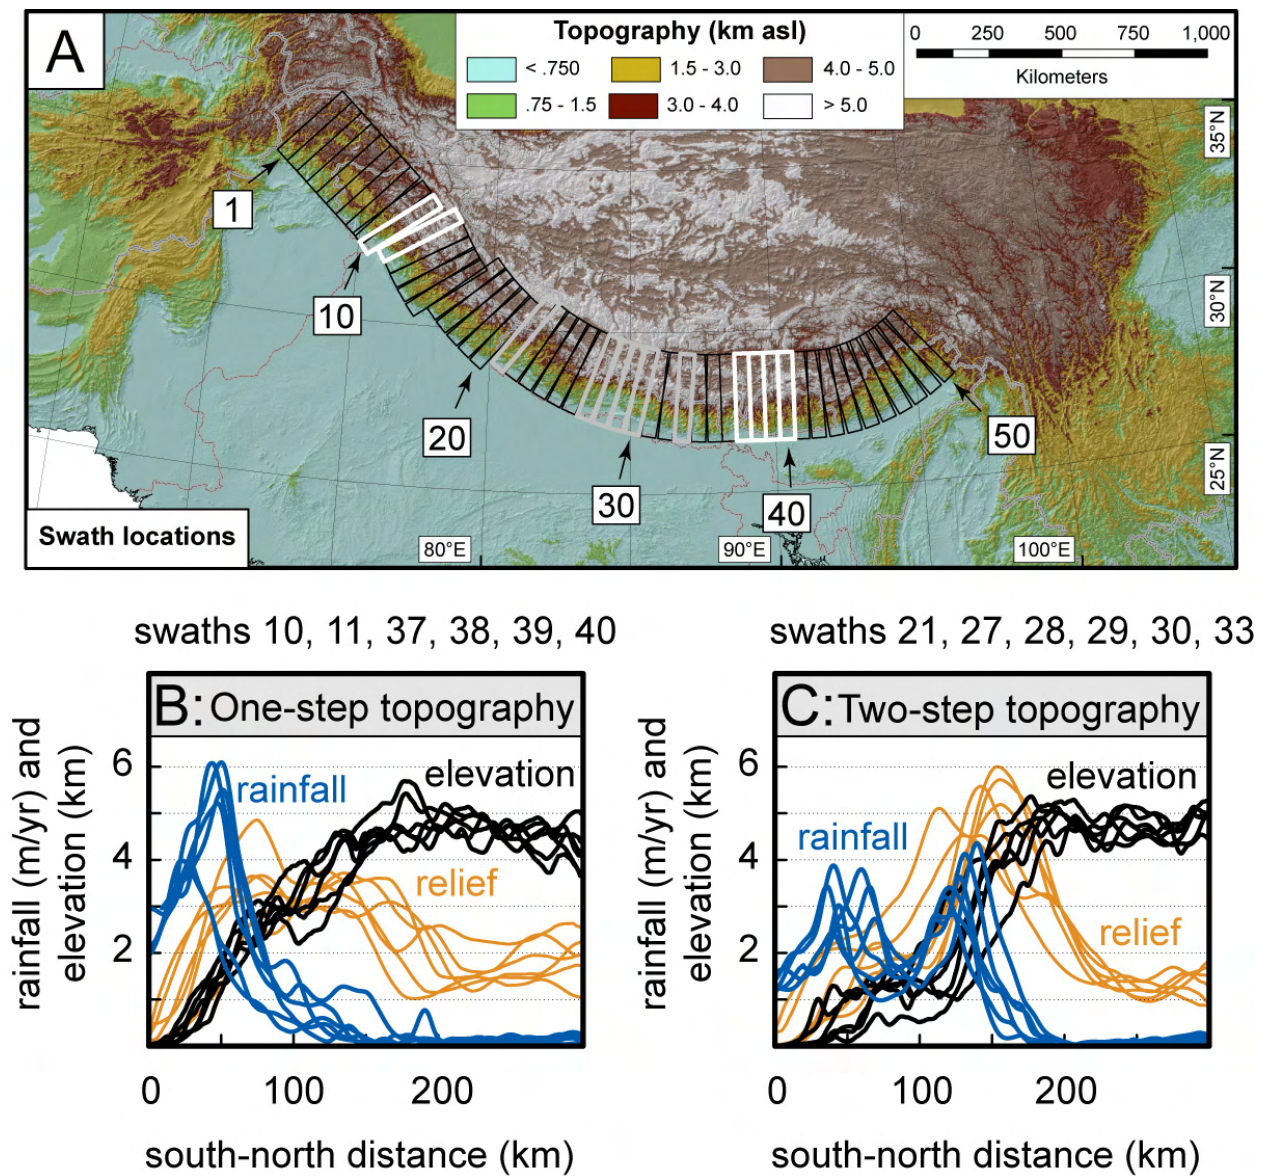 A
Topography (km asl)
< .750
1.5 - 3.0
4.0 - 5.0
.75 - 1.5
3.0 - 4.0
> 5.0
0 250 500 750 1,000
Kilometers
35°N
1
10
30°N
20
50
30
40
25°N
Swath locations
80°E
90°E
100°E
swaths 10, 11, 37, 38, 39, 40
B: One-step topography
rainfall (m/yr) and
elevation (km)
6
4
2
rainfall
elevation
relief
0 100 200
south-north distance (km)
swaths 21, 27, 28, 29, 30, 33
C: Two-step topography
rainfall (m/yr) and
elevation (km)
6
4
2
elevation
rainfall
relief
0 100 200
south-north distance (km)